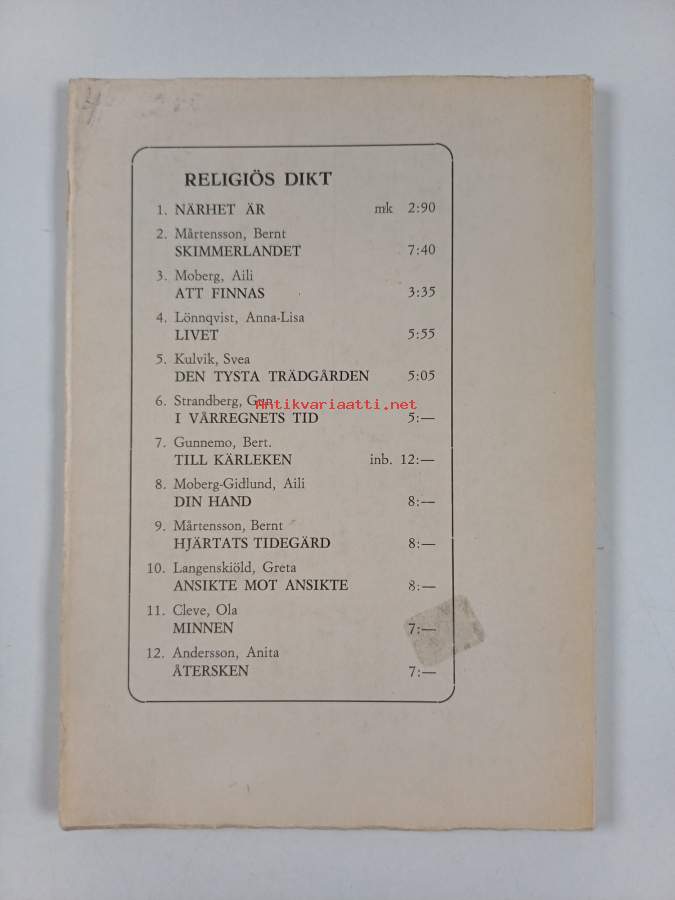 RELIGIÖS DIKT
1. NÄRHET ÄR mk 2:90
2. Mårtensson, Bernt
SKIMMERLANDET 7:40
3. Moberg, Aili
ATT FINNAS 3:35
4. Lönnqvist, Anna-Lisa
LIVET 5:55
5. Kulvik, Svea
DEN TYSTA TRÄDGÅRDEN 5:05
6. Strandberg, Gun
Antikvariaatti.net
I VÅRREGNETS TID 5:—
7. Gunnemo, Bert.
TILL KÄRLEKEN inb. 12:—
8. Moberg-Gidlund, Aili
DIN HAND 8:—
9. Mårtensson, Bernt
HJÄRTATS TIDEGÄRD 8:—
10. Langenskiöld, Greta
ANSIKTE MOT ANSIKTE 8:—
11. Cleve, Ola
MINNEN 7:—
12. Andersson, Anita
ÅTERSKEN 7:—